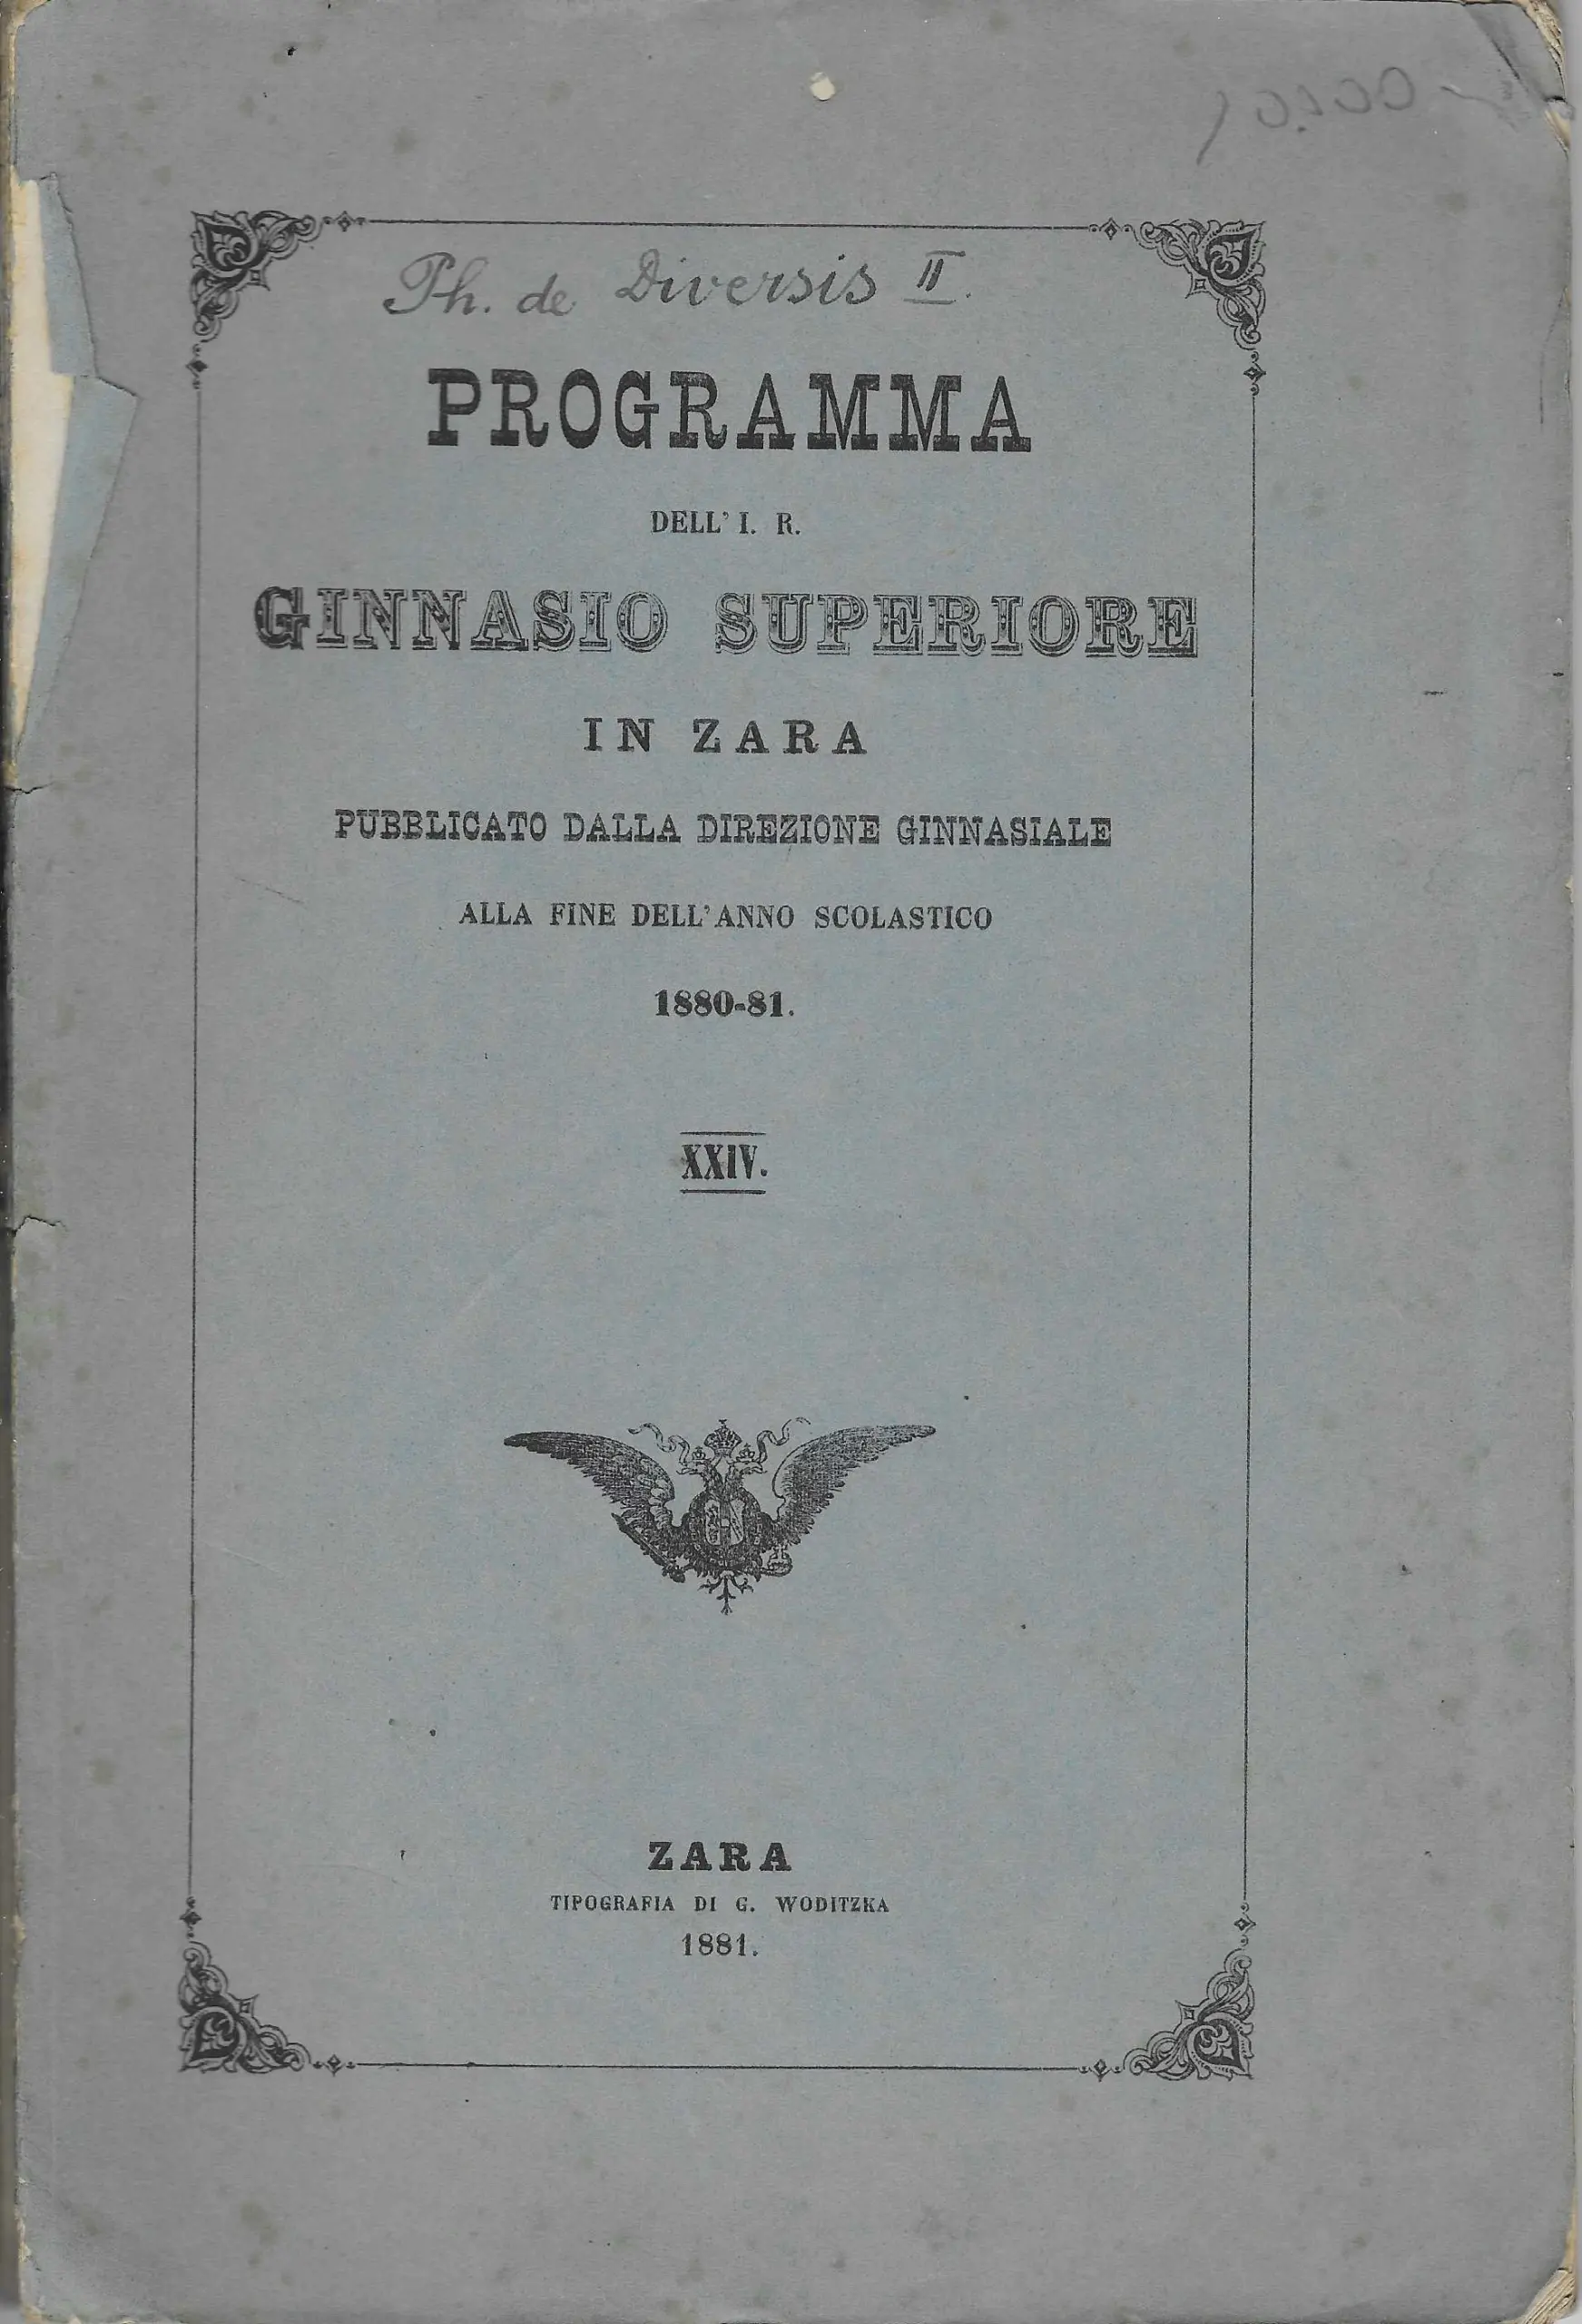 Ph. de Diversis II.
PROGRAMMA
DELL' I. R.
GINNASIO SUPERIORE
IN ZARA
PUBBLICATO DALLA DIREZIONE GINNASIALE
ALLA FINE DELL'ANNO SCOLASTICO
1880-81.
XXIV.
ZARA
TIPOGRAFIA DI G. WODITZKA
1881.